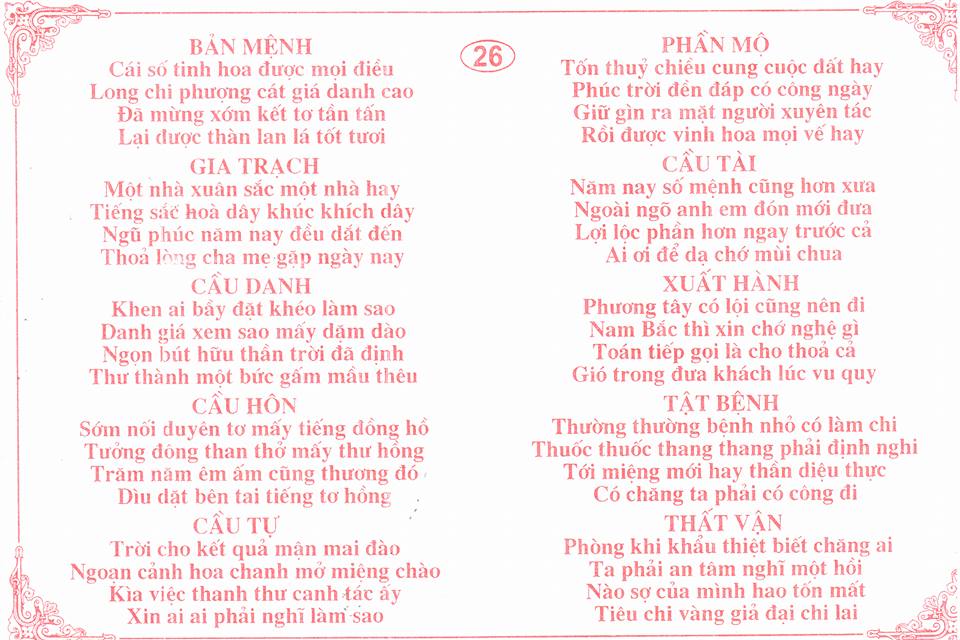 BẢN MỆNH
Cái số tinh hoa được mọi điều
Long chi phượng cát giá danh cao
Đã mừng xớm kết tơ tần tấn
Lại được thàn lan lá tốt tươi
GIA TRẠCH
Một nhà xuân sắc một nhà hay
Tiếng sắc hoà dây khúc khích dây
Ngũ phúc năm nay đều dắt đến
Thoả lòng cha mẹ gặp ngày nay
CẦU DANH
Khen ai bầy đặt khéo làm sao
Danh giá xem sao mấy dặm dào
Ngọn bút hữu thần trời đã định
Thư thành một bức gấm mầu thêu
CẦU HÔN
Sớm nối duyên tơ mấy tiếng đồng hồ
Tưởng đông than thở mấy thư hồng
Trăm năm êm ấm cũng thương đó
Dìu dặt bên tai tiếng tơ hồng
CẦU TỰ
Trời cho kết quả mận mai đào
Ngoạn cảnh hoa chanh mở miệng chào
Kìa việc thanh thư canh tác ấy
Xin ai ai phải nghĩ làm sao
26
PHẦN MỘ
Tốn thuỷ chiều cung cuộc đất hay
Phúc trời đền đáp có công ngày
Giữ gìn ra mặt người xuyên tác
Rồi được vinh hoa mọi vẻ hay
CẦU TÀI
Năm nay số mệnh cũng hơn xưa
Ngoài ngõ anh em đón mới đưa
Lợi lộc phần hơn ngay trước cả
Ai ơi để dạ chớ mùi chua
XUẤT HÀNH
Phương tây có lội cũng nên đi
Nam Bắc thì xin chớ nghệ gì
Toán tiếp gọi là cho thoả cả
Gió trong đưa khách lúc vu quy
TẬT BỆNH
Thường thường bệnh nhỏ có làm chi
Thuốc thuốc thang thang phải định nghi
Tới miệng mới hay thần diệu thực
Có chăng ta phải có công đi
THẤT VẬN
Phòng khi khẩu thiệt biết chăng ai
Ta phải an tâm nghĩ một hồi
Nào sợ của mình hao tốn mất
Tiêu chi vàng giả đại chi lai